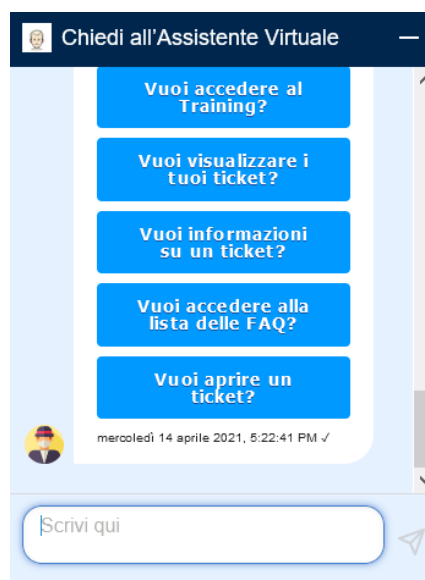 Chiedi all'Assistente Virtuale
Vuoi accedere al
Training?
Vuoi visualizzare i
tuoi ticket?
Vuoi informazioni
su un ticket?
Vuoi accedere alla
lista delle FAQ?
Vuoi aprire un
ticket?
mercoledì 14 aprile 2021, 5:22:41 PM ✓
Scrivi qui